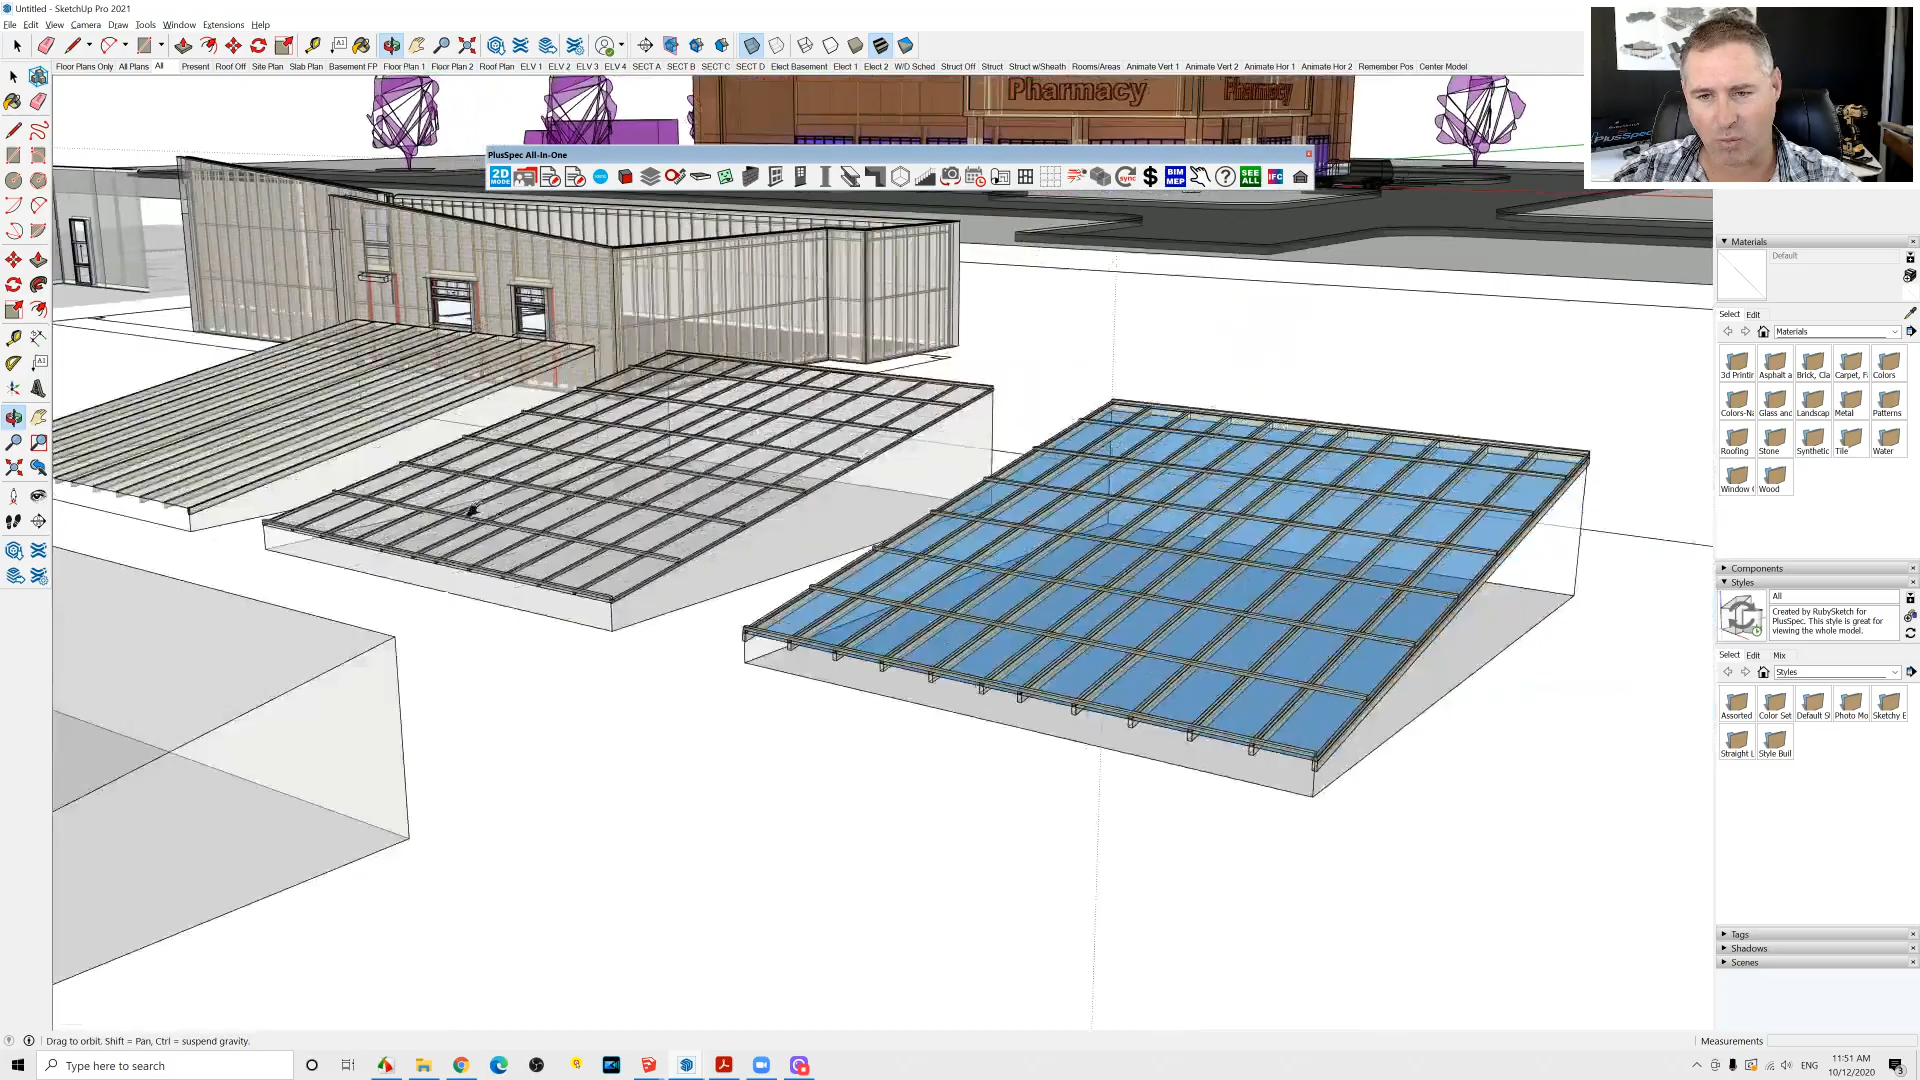 Untitled - SketchUp Pro 2021
File Edit View Camera Draw Tools Window Extensions Help
Floor Plans Only All Plans All Present Roof Off Site Plan Slab Plan Basement FP Floor Plan 1 Floor Plan 2 Roof Plan ELV 1 ELV 2 ELV 3 ELV 4 SECT A SECT B SECT C SECT D Elect Basement Elect 1 Elect 2 W/D Sched Struct Off Struct Struct w/Sheath Rooms/Areas Animate Vert 1 Animate Vert 2 Animate Hor 1 Animate Hor 2 Remember Pos Center Model
Pharmacy Pharmacy
PlusSpec
PlusSpec All-In-One
2D MODE sync $ BIM MEP ? SEE ALL IFC
Materials
Default
Select Edit
Materials
3d Printin Asphalt a Brick, Cla Carpet, F Colors
Colors-Na Glass and Landscap Metal Patterns
Roofing Stone Synthetic Tile Water
Window C Wood
Components
Styles
All
Created by RubySketch for
PlusSpec. This style is great for
viewing the whole model.
Select Edit Mix
Styles
Assorted Color Set Default S Photo Mo Sketchy E
Straight L Style Buil
Tags
Shadows
Scenes
Drag to orbit. Shift = Pan, Ctrl = suspend gravity.
Measurements
Type here to search
ENG
11:51 AM
10/12/2020
3